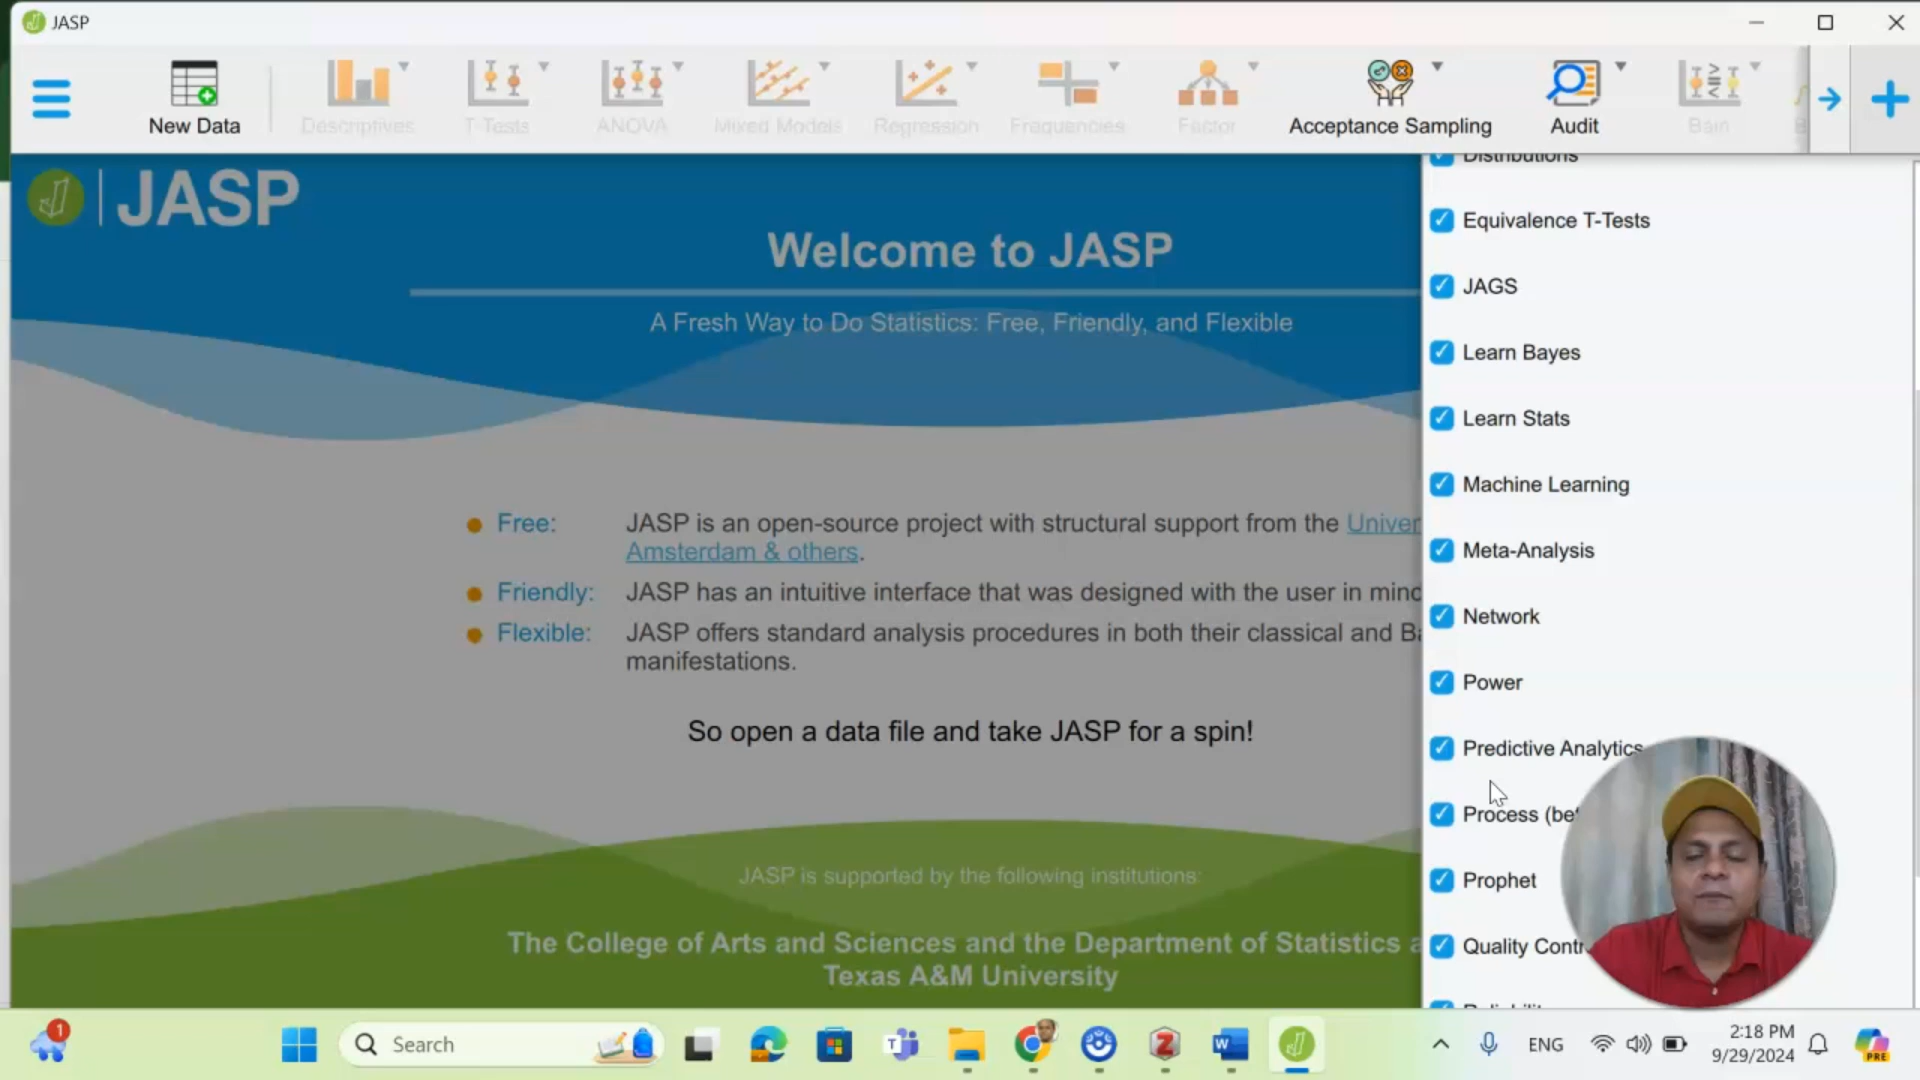 JASP
New Data
Descriptives
T-Tests
ANOVA
Mixed Models
Regression
Frequencies
Factor
Acceptance Sampling
Audit
Bain
JASP
Welcome to JASP
A Fresh Way to Do Statistics: Free, Friendly, and Flexible
Free: JASP is an open-source project with structural support from the Univer
Amsterdam & others.
Friendly: JASP has an intuitive interface that was designed with the user in mind
Flexible: JASP offers standard analysis procedures in both their classical and Ba
manifestations.
So open a data file and take JASP for a spin!
JASP is supported by the following institutions:
The College of Arts and Sciences and the Department of Statistics a
Texas A&M University
Distributions
Equivalence T-Tests
JAGS
Learn Bayes
Learn Stats
Machine Learning
Meta-Analysis
Network
Power
Predictive Analytics
Process (bet
Prophet
Quality Contr
1
Search
ENG
2:18 PM
9/29/2024
PRE